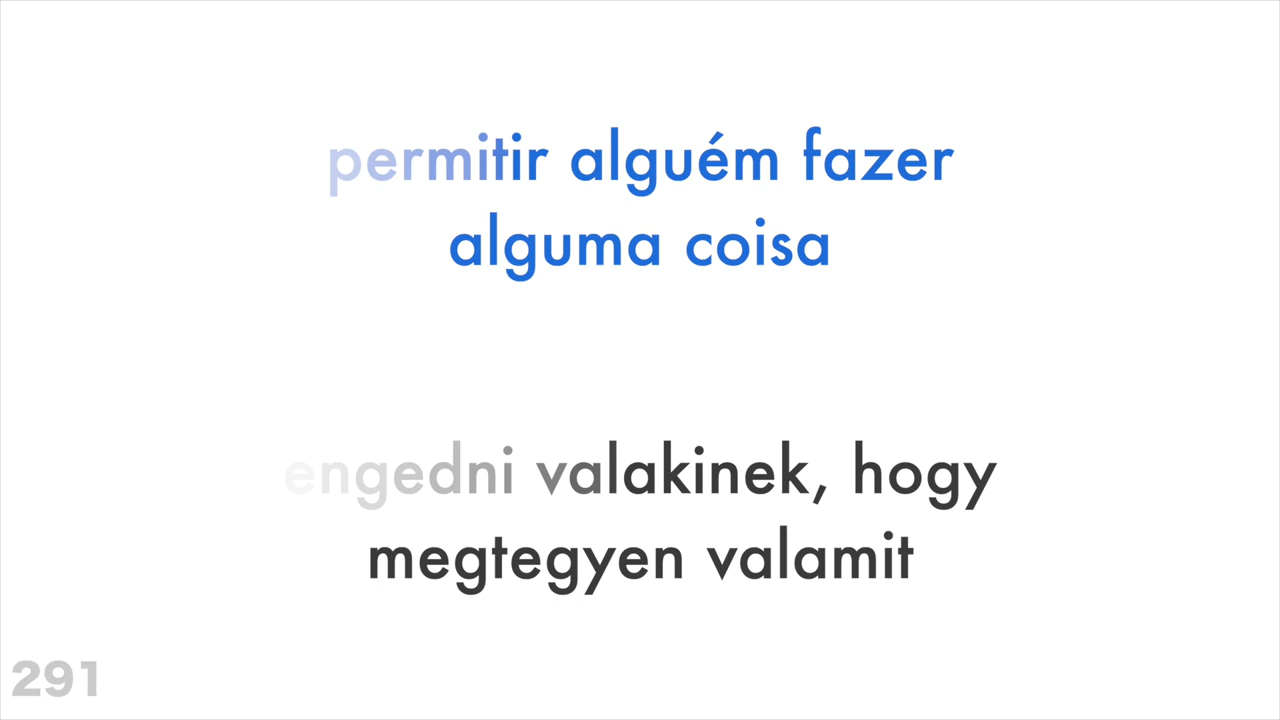 permitir alguém fazer
alguma coisa
engedni valakinek, hogy
megtegyen valamit
291